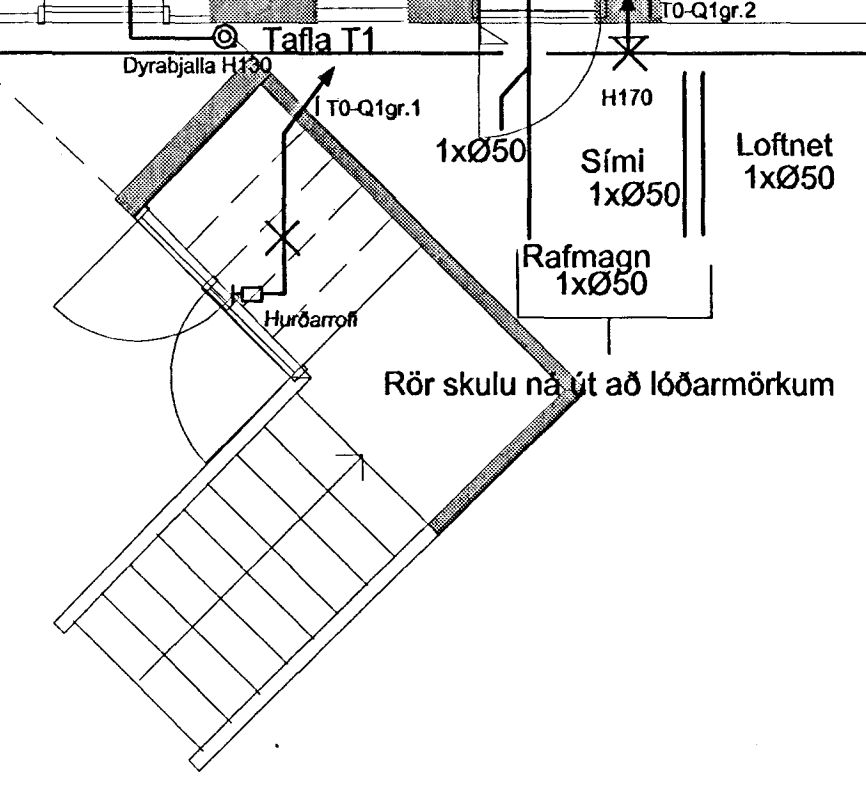 T0-Q1gr.2
Tafla T1
Dyrabjalla H130
Í T0-Q1gr.1
H170
1xØ50
Sími
1xØ50
Loftnet
1xØ50
Rafmagn
1xØ50
Hurðarrofi
Rör skulu ná út að lóðarmörkum